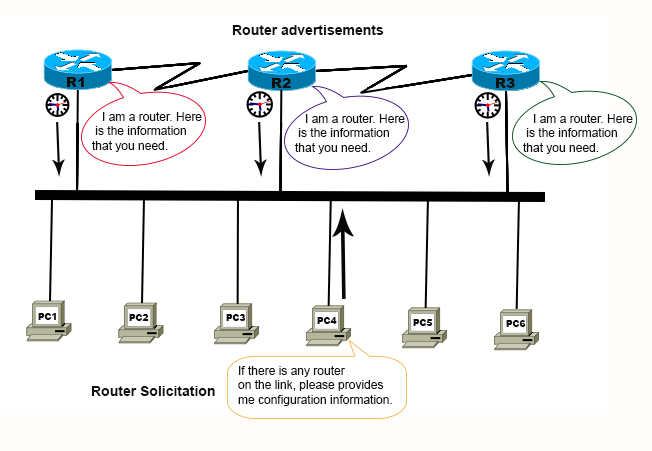 Router advertisements
R1
R2
R3
I am a router. Here
is the information
that you need.
I am a router. Here
is the information
that you need.
I am a router. Here
is the information
that you need.
PC1
PC2
PC3
PC4
PC5
PC6
If there is any router
on the link, please provides
me configuration information.
Router Solicitation